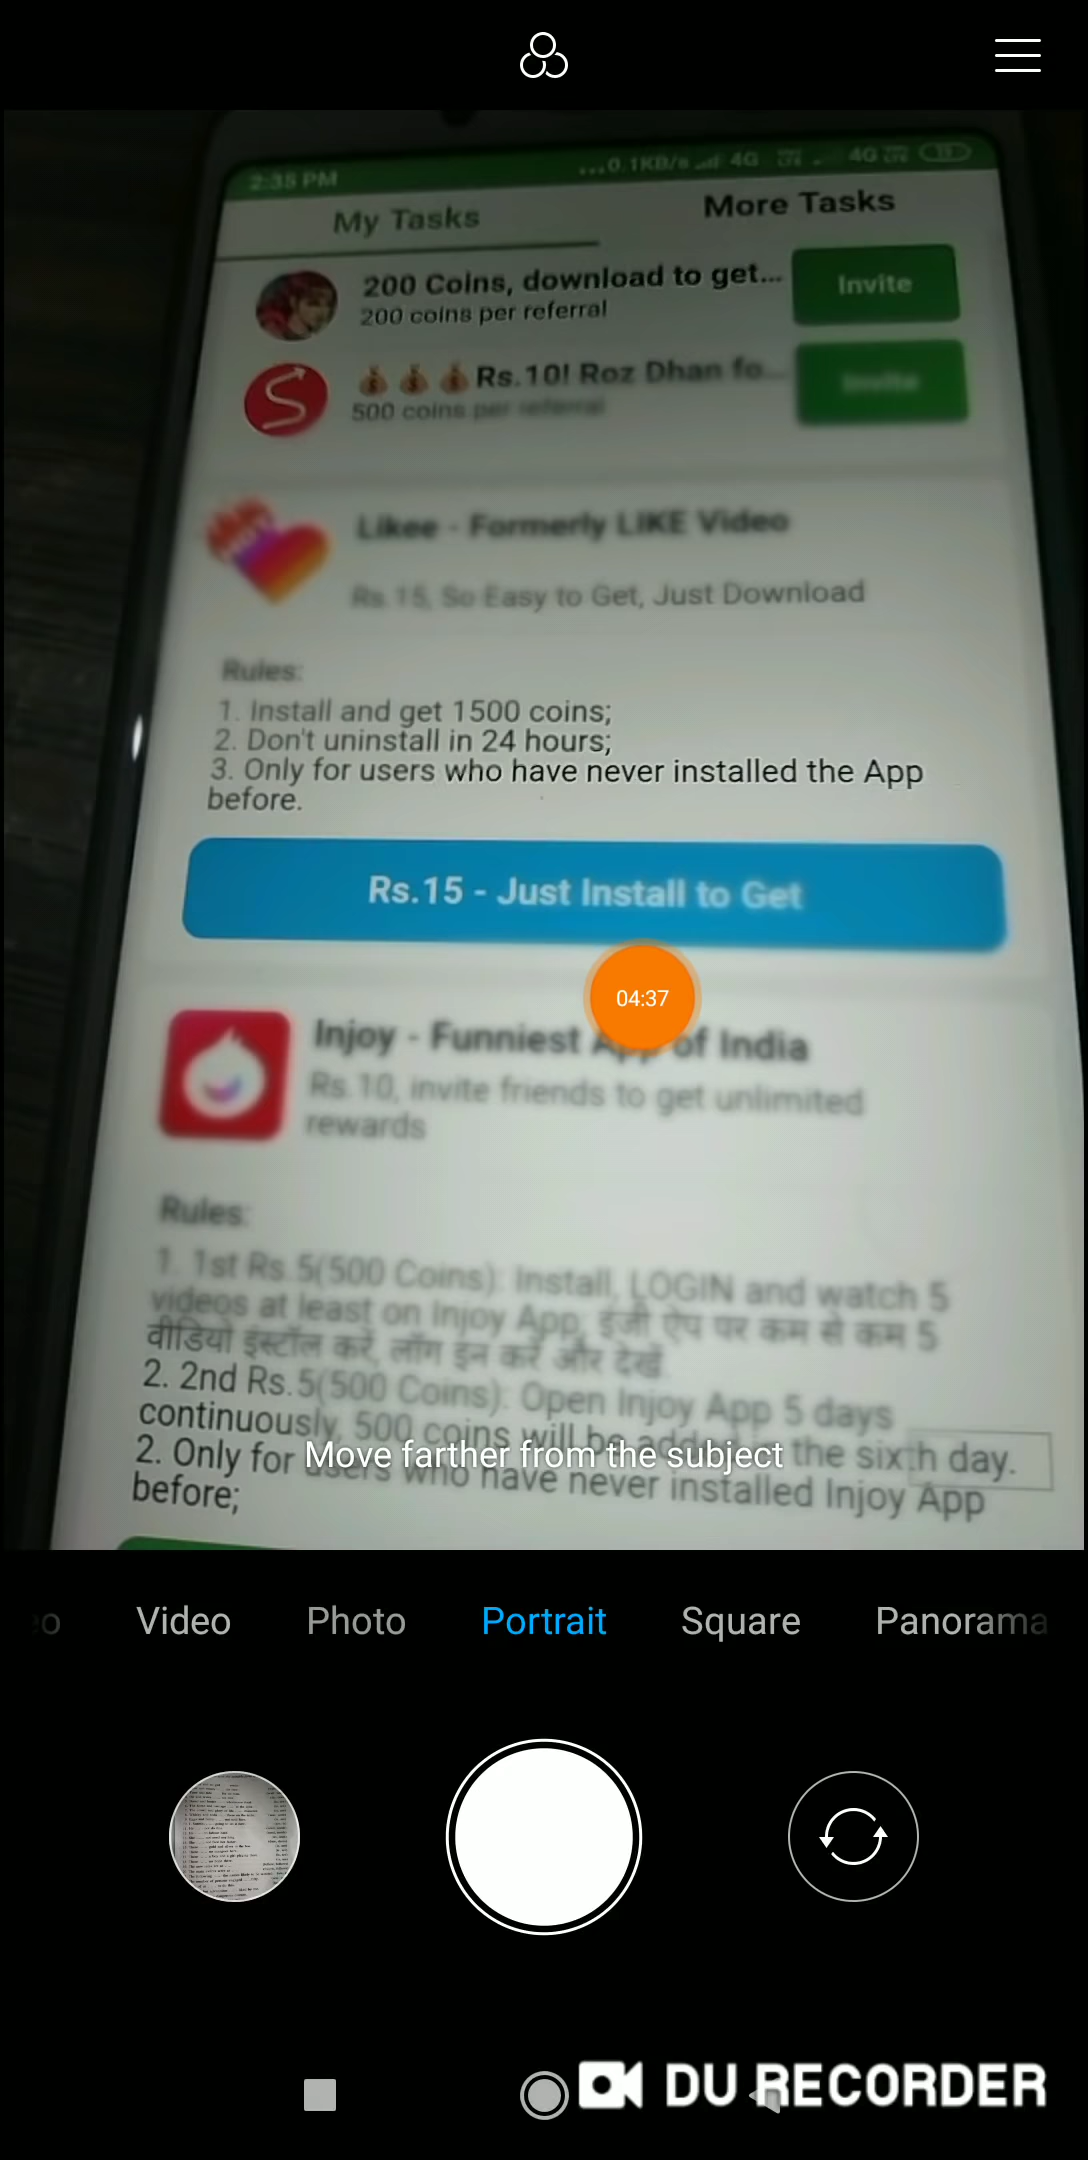 2:35 PM
...0.1KB/s 4G 4G
My Tasks More Tasks
200 Coins, download to get...
200 coins per referral
Invite
Rs.10! Roz Dhan fo...
500 coins per referral
Invite
Likee - Formerly LIKE Video
Rs.15, So Easy to Get, Just Download
Rules:
1. Install and get 1500 coins;
2. Don't uninstall in 24 hours;
3. Only for users who have never installed the App
before.
Rs.15 - Just Install to Get
04:37
Injoy - Funniest App of India
Rs.10, invite friends to get unlimited
rewards
Rules:
1. 1st Rs.5(500 Coins): Install, LOGIN and watch 5
videos at least on Injoy App; इंजी ऐप पर कम से कम 5
वीडियो इंस्टॉल करें, लॉग इन करें और देखें
2. 2nd Rs.5(500 Coins): Open Injoy App 5 days
continuously, 500 coins will be added the sixth day.
Move farther from the subject
2. Only for users who have never installed Injoy App
before;
Video Photo Portrait Square Panorama
DU RECORDER